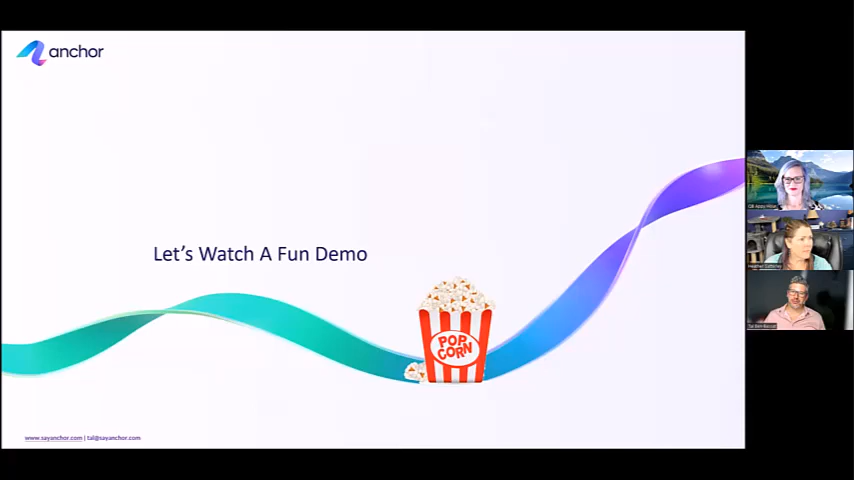 anchor
Let's Watch A Fun Demo
POP
CORN
www.sayanchor.com | tal@sayanchor.com